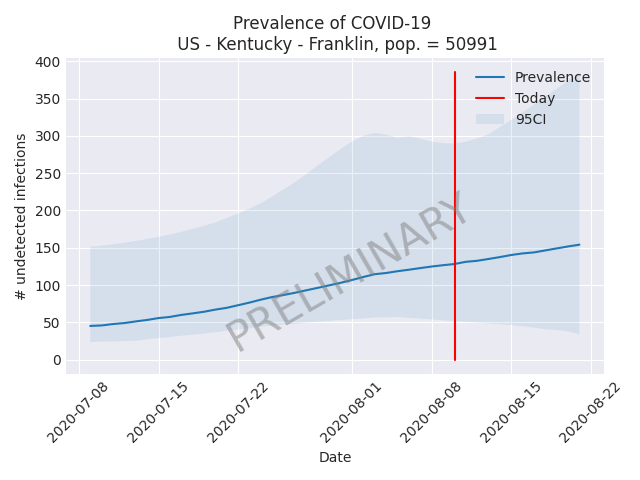 Prevalence of COVID-19
US - Kentucky - Franklin, pop. = 50991
400
350
300
250
200
150
100
50
0
# undetected infections
Prevalence
Today
95CI
PRELIMINARY
2020-07-08
2020-07-15
2020-07-22
2020-08-01
2020-08-08
2020-08-15
2020-08-22
Date